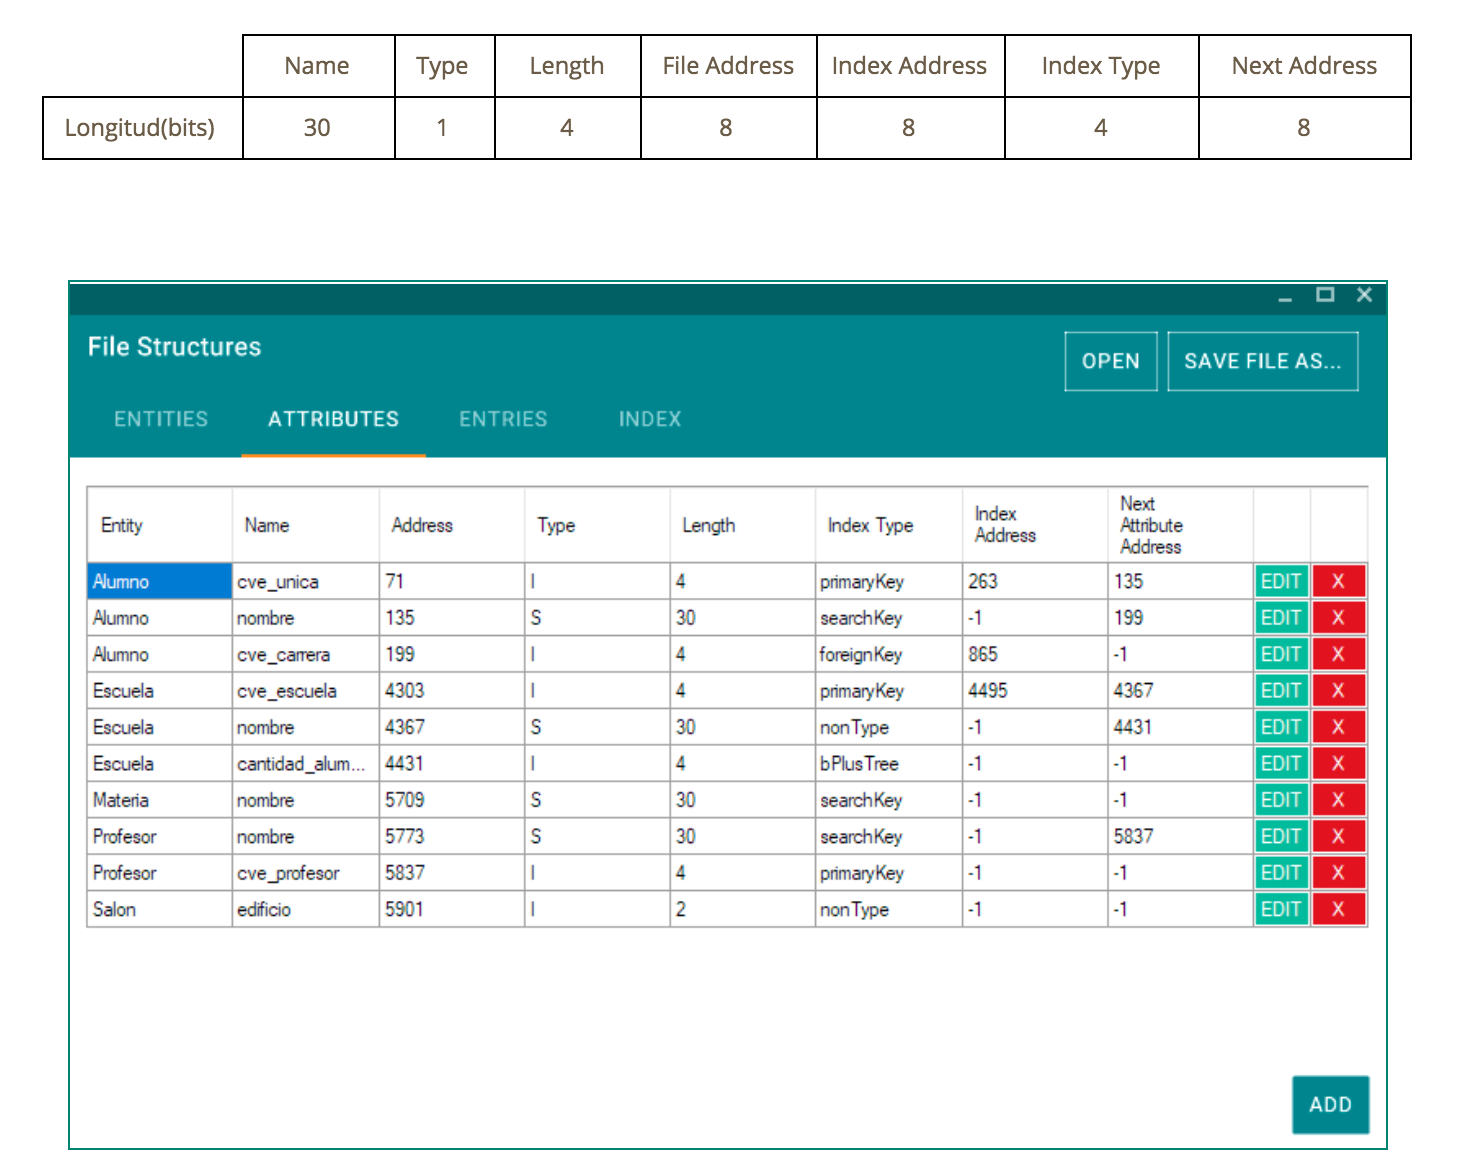 Name Type Length File Address Index Address Index Type Next Address
Longitud(bits) 30 1 4 8 8 4 8
File Structures
OPEN SAVE FILE AS...
ENTITIES ATTRIBUTES ENTRIES INDEX
Entity Name Address Type Length Index Type Index Address Next Attribute Address
Alumno cve_unica 71 I 4 primaryKey 263 135 EDIT X
Alumno nombre 135 S 30 searchKey -1 199 EDIT X
Alumno cve_carrera 199 I 4 foreignKey 865 -1 EDIT X
Escuela cve_escuela 4303 I 4 primaryKey 4495 4367 EDIT X
Escuela nombre 4367 S 30 nonType -1 4431 EDIT X
Escuela cantidad_alum... 4431 I 4 bPlusTree -1 -1 EDIT X
Materia nombre 5709 S 30 searchKey -1 -1 EDIT X
Profesor nombre 5773 S 30 searchKey -1 5837 EDIT X
Profesor cve_profesor 5837 I 4 primaryKey -1 -1 EDIT X
Salon edificio 5901 I 2 nonType -1 -1 EDIT X
ADD